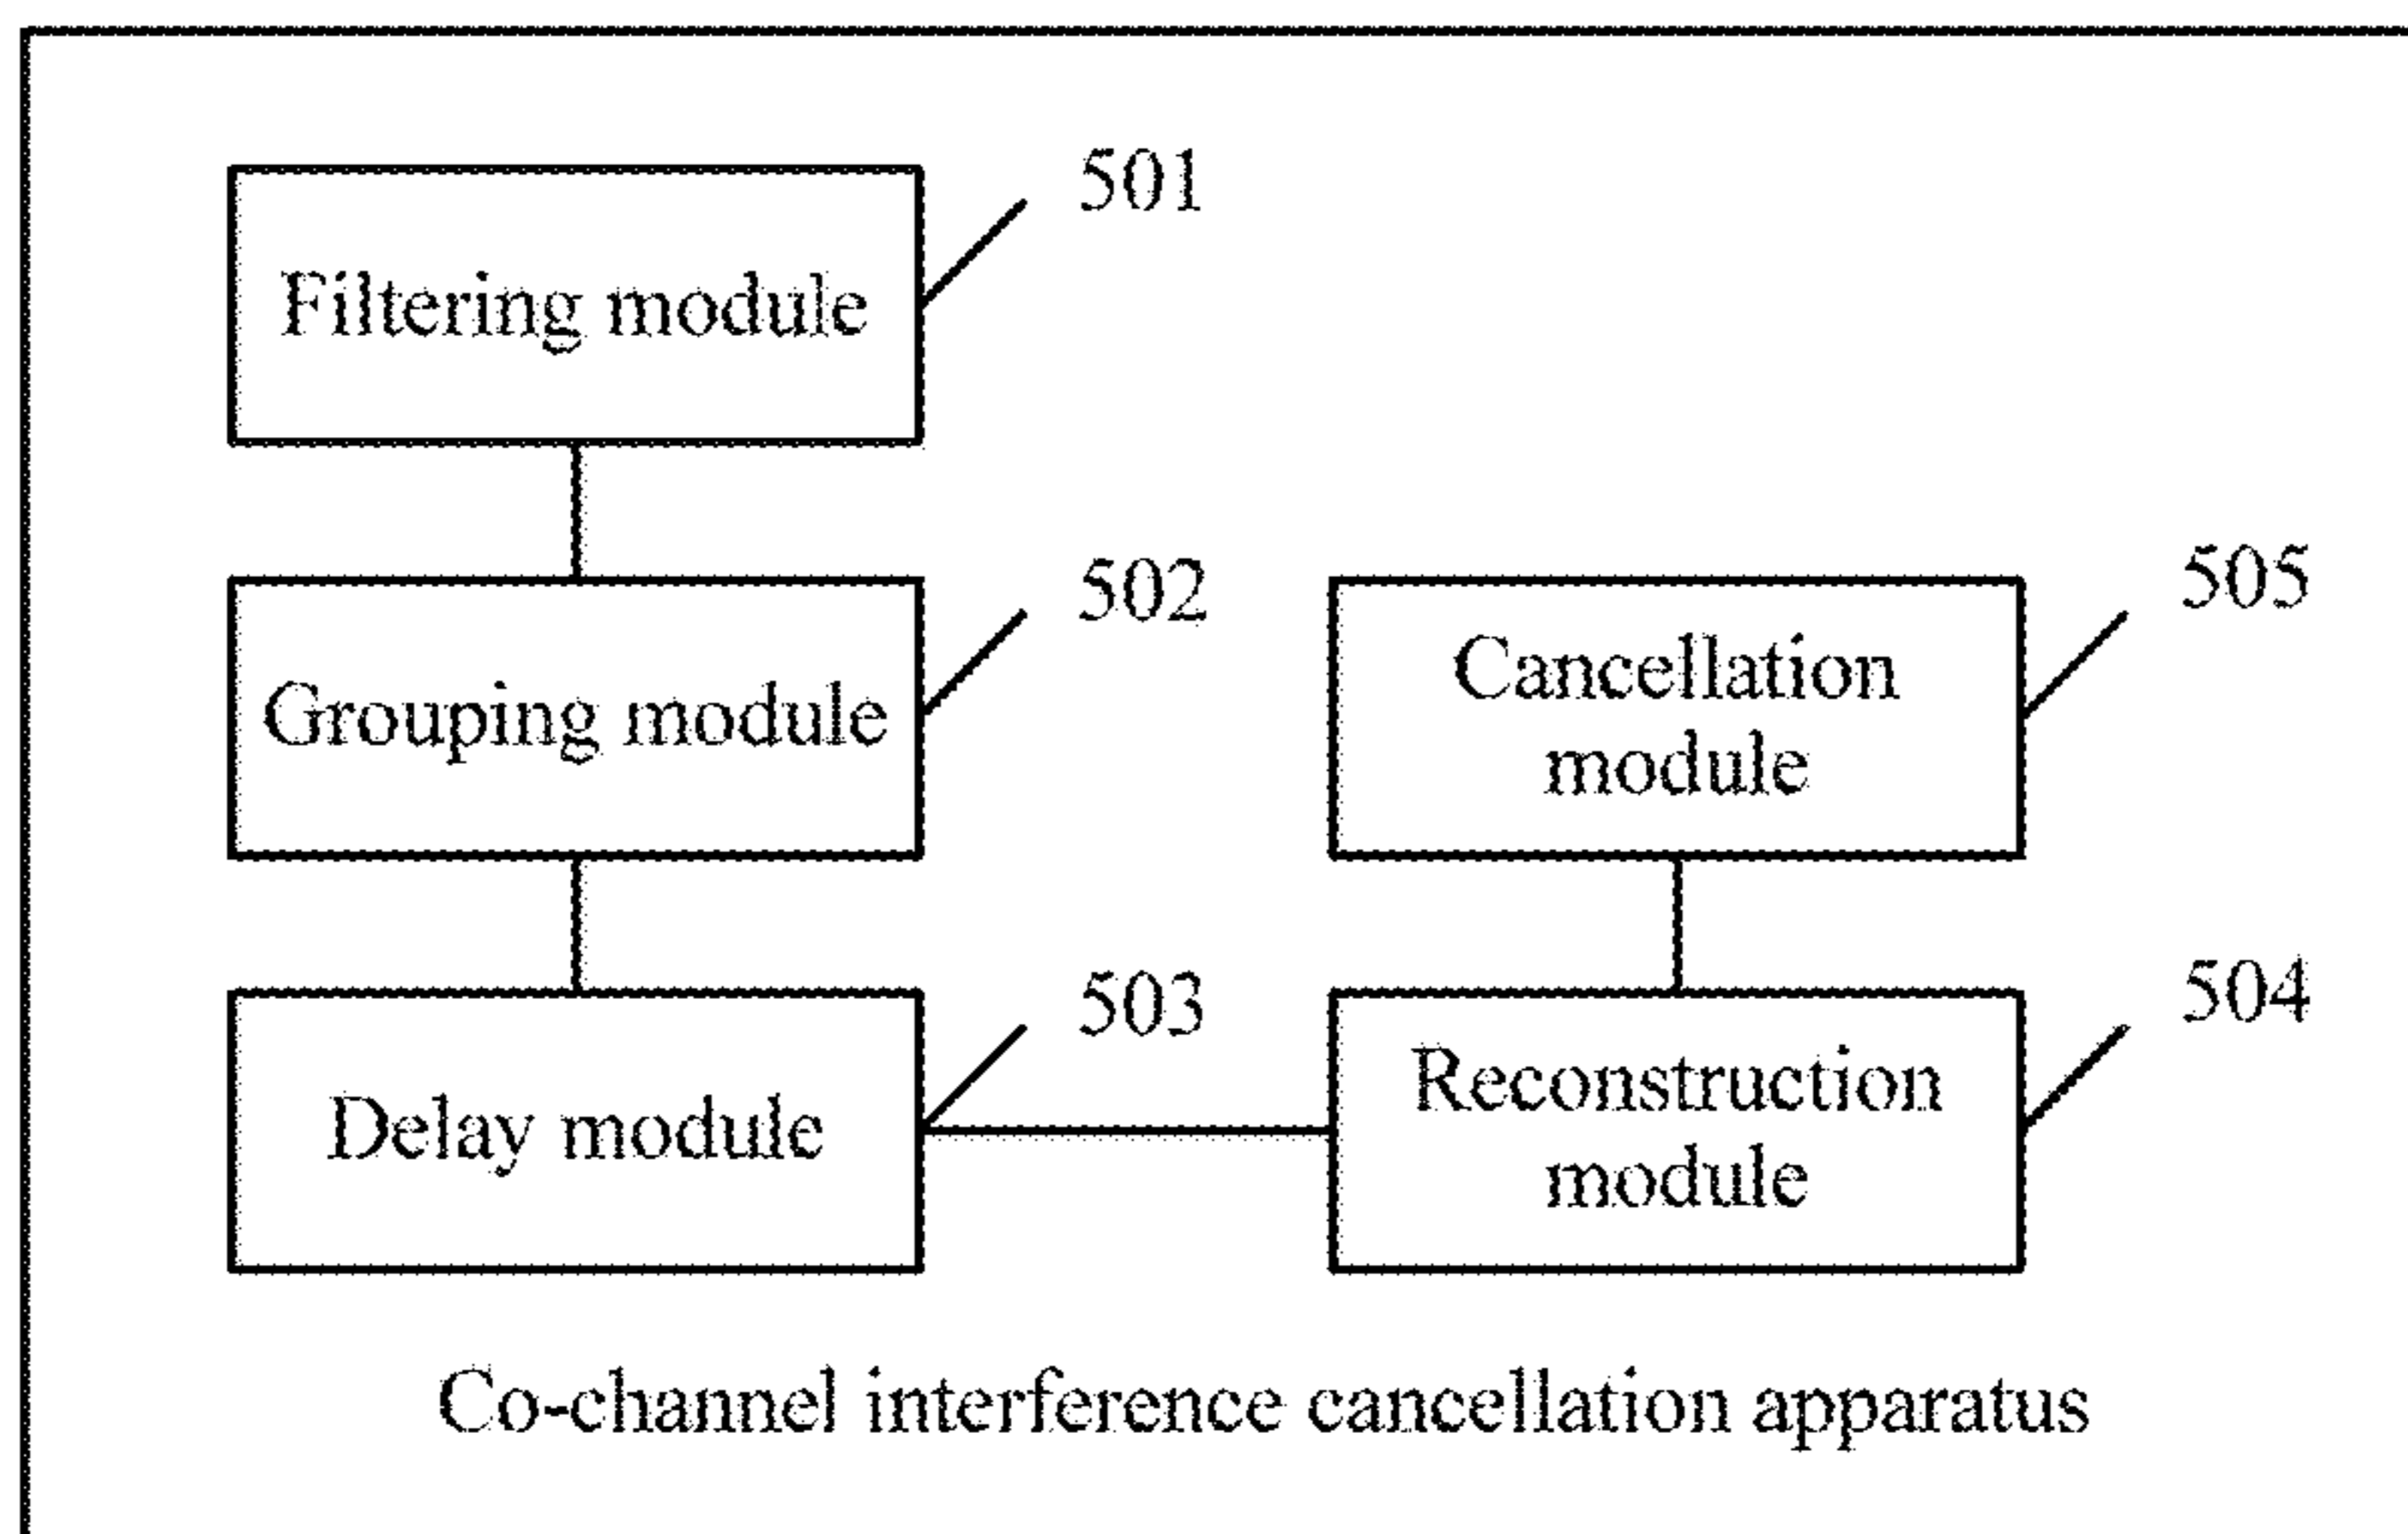 501
Filtering module
502
Grouping module
505
Cancellation
module
503
Delay module
504
Reconstruction
module
Co-channel interference cancellation apparatus